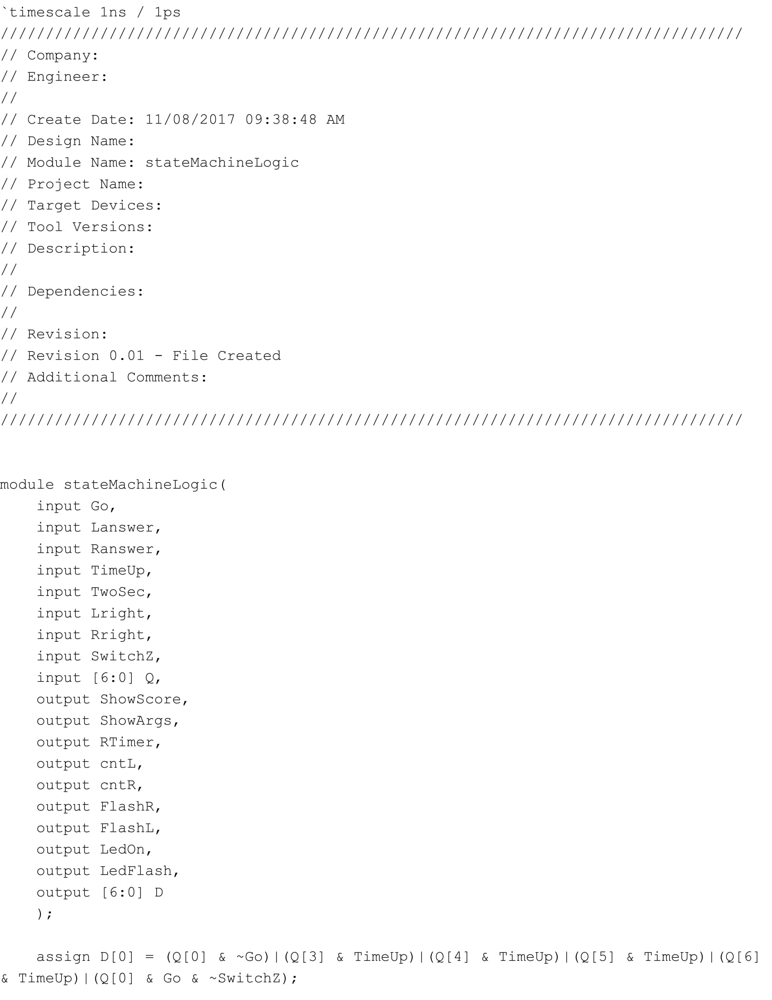 `timescale 1ns / 1ps
//////////////////////////////////////////////////////////////////////////////////
// Company:
// Engineer:
//
// Create Date: 11/08/2017 09:38:48 AM
// Design Name:
// Module Name: stateMachineLogic
// Project Name:
// Target Devices:
// Tool Versions:
// Description:
//
// Dependencies:
//
// Revision:
// Revision 0.01 - File Created
// Additional Comments:
//
//////////////////////////////////////////////////////////////////////////////////
module stateMachineLogic(
    input Go,
    input Lanswer,
    input Ranswer,
    input TimeUp,
    input TwoSec,
    input Lright,
    input Rright,
    input SwitchZ,
    input [6:0] Q,
    output ShowScore,
    output ShowArgs,
    output RTimer,
    output cntL,
    output cntR,
    output FlashR,
    output FlashL,
    output LedOn,
    output LedFlash,
    output [6:0] D
    );
    assign D[0] = (Q[0] & ~Go)|(Q[3] & TimeUp)|(Q[4] & TimeUp)|(Q[5] & TimeUp)|(Q[6]
& TimeUp)|(Q[0] & Go & ~SwitchZ);